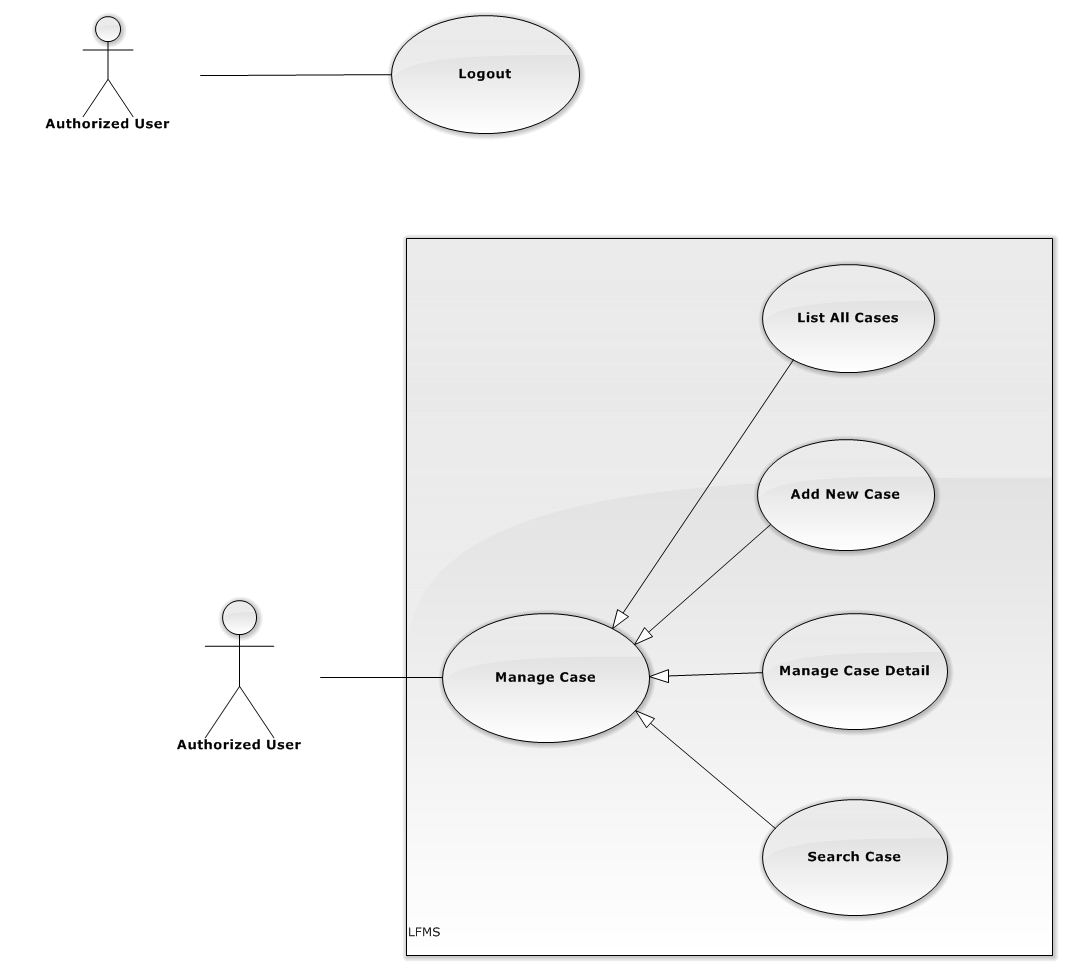 Logout
Authorized User
List All Cases
Add New Case
Manage Case Detail
Manage Case
Authorized User
Search Case
LFMS